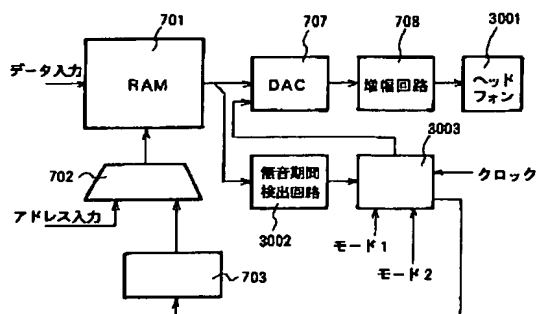 701
707
708
3001
データ入力
RAM
DAC
増幅回路
ヘッド
フォン
3003
702
無音期間
検出回路
クロック
アドレス入力
3002
モード1
モード2
703